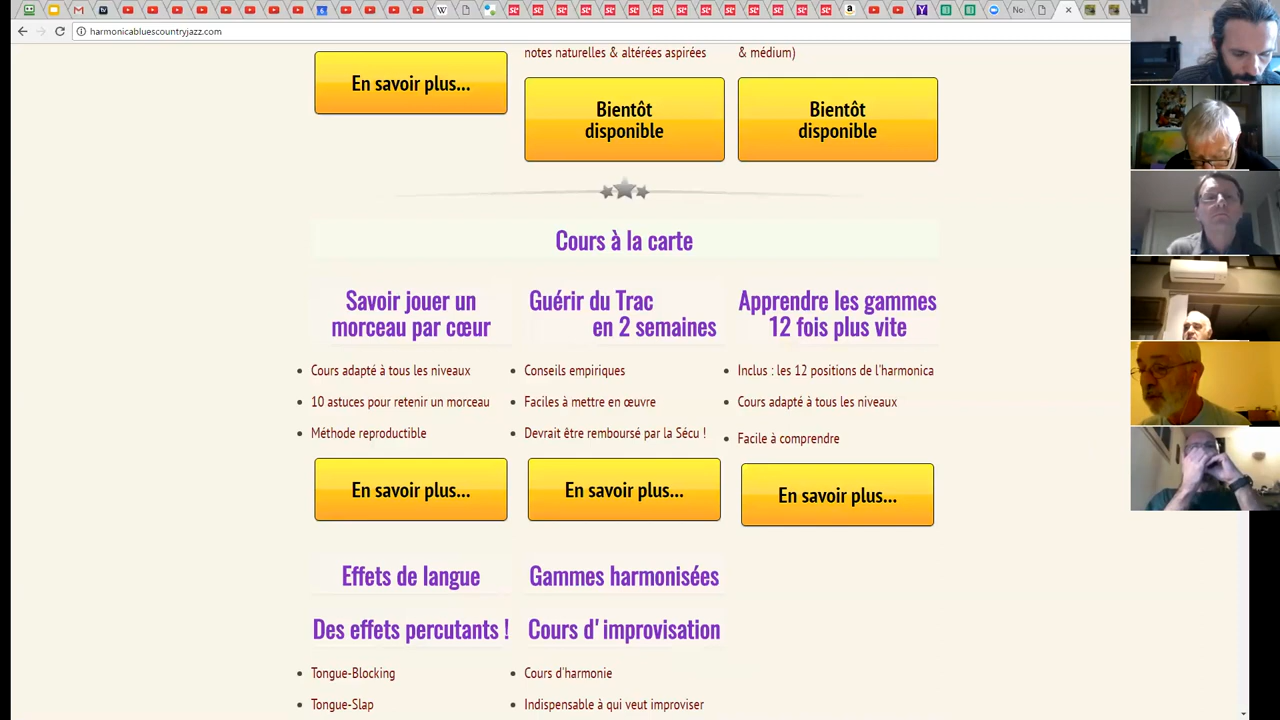 No
harmonicabluescountryjazz.com
notes naturelles & altérées aspirées
& médium)
En savoir plus...
Bientôt
disponible
Bientôt
disponible
Cours à la carte
Savoir jouer un
morceau par cœur
Guérir du Trac
en 2 semaines
Apprendre les gammes
12 fois plus vite
Cours adapté à tous les niveaux
10 astuces pour retenir un morceau
Méthode reproductible
Conseils empiriques
Faciles à mettre en œuvre
Devrait être remboursé par la Sécu !
Inclus : les 12 positions de l'harmonica
Cours adapté à tous les niveaux
Facile à comprendre
En savoir plus...
En savoir plus...
En savoir plus...
Effets de langue
Des effets percutants !
Gammes harmonisées
Cours d'improvisation
Tongue-Blocking
Tongue-Slap
Cours d'harmonie
Indispensable à qui veut improviser